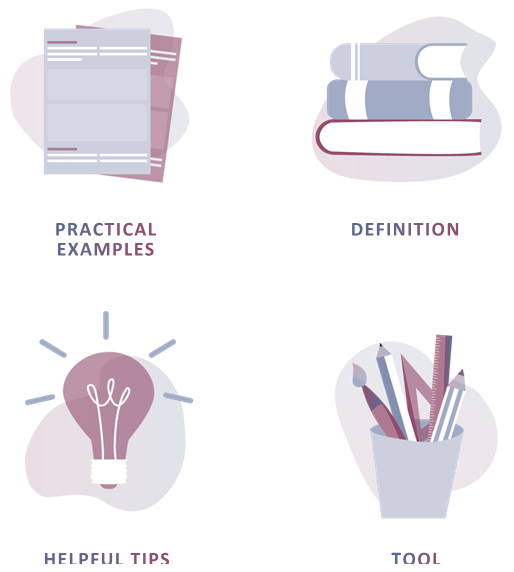 PRACTICAL
EXAMPLES
DEFINITION
HELPFUL TIPS
TOOL